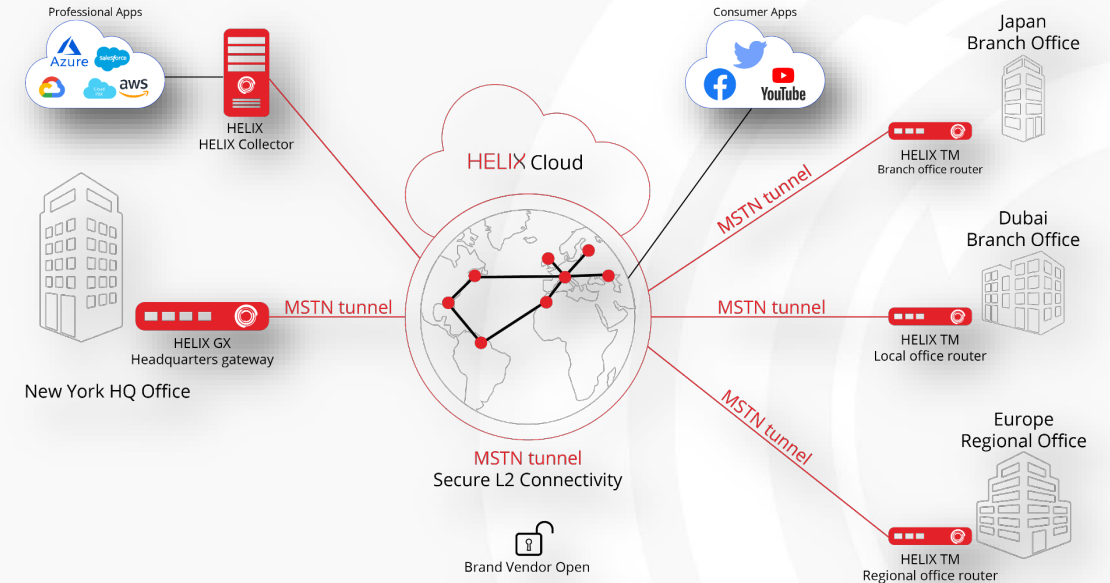 Professional Apps
Azure
salesforce
aws
HELIX
HELIX Collector
Consumer Apps
YouTube
Japan
Branch Office
HELIX TM
Branch office router
HELIX Cloud
MSTN tunnel
Dubai
Branch Office
MSTN tunnel
HELIX TM
Local office router
MSTN tunnel
HELIX GX
Headquarters gateway
New York HQ Office
MSTN tunnel
Europe
Regional Office
HELIX TM
Regional office router
MSTN tunnel
Secure L2 Connectivity
Brand Vendor Open